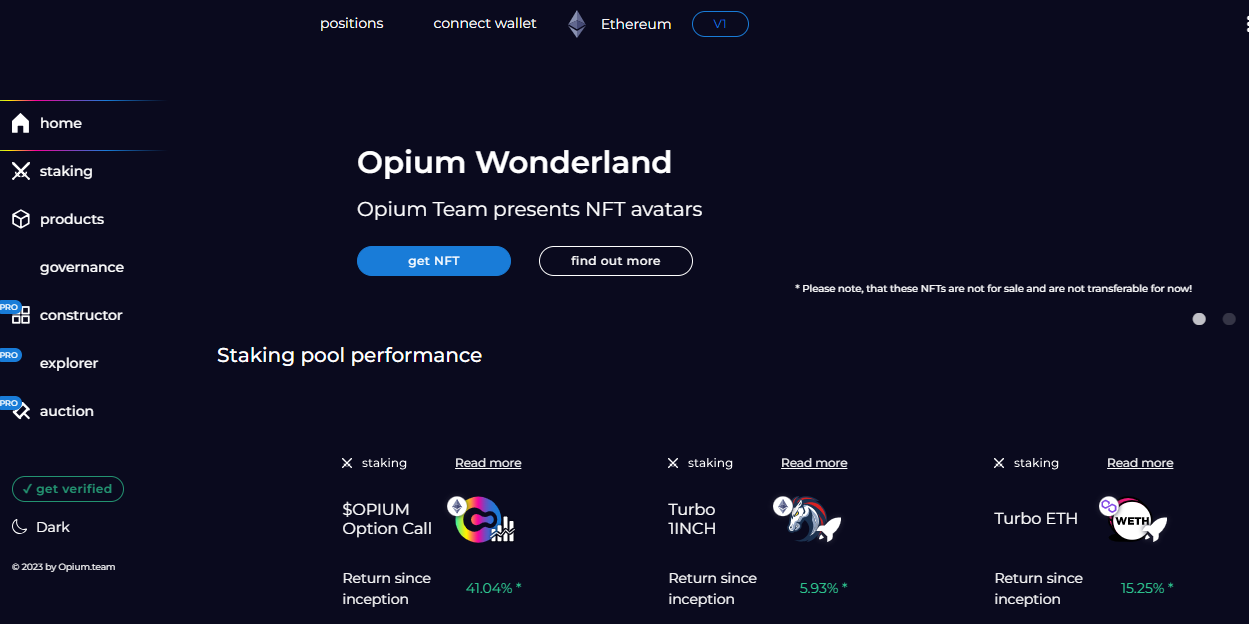 positions connect wallet Ethereum V1
home
staking
products
governance
PRO constructor
PRO explorer
PRO auction
✓ get verified
Dark
© 2023 by Opium.team
Opium Wonderland
Opium Team presents NFT avatars
get NFT find out more
* Please note, that these NFTs are not for sale and are not transferable for now!
Staking pool performance
staking Read more
$OPIUM
Option Call
Return since
inception
41.04% *
staking Read more
Turbo
1INCH
Return since
inception
5.93% *
staking Read more
Turbo ETH
WETH
Return since
inception
15.25% *